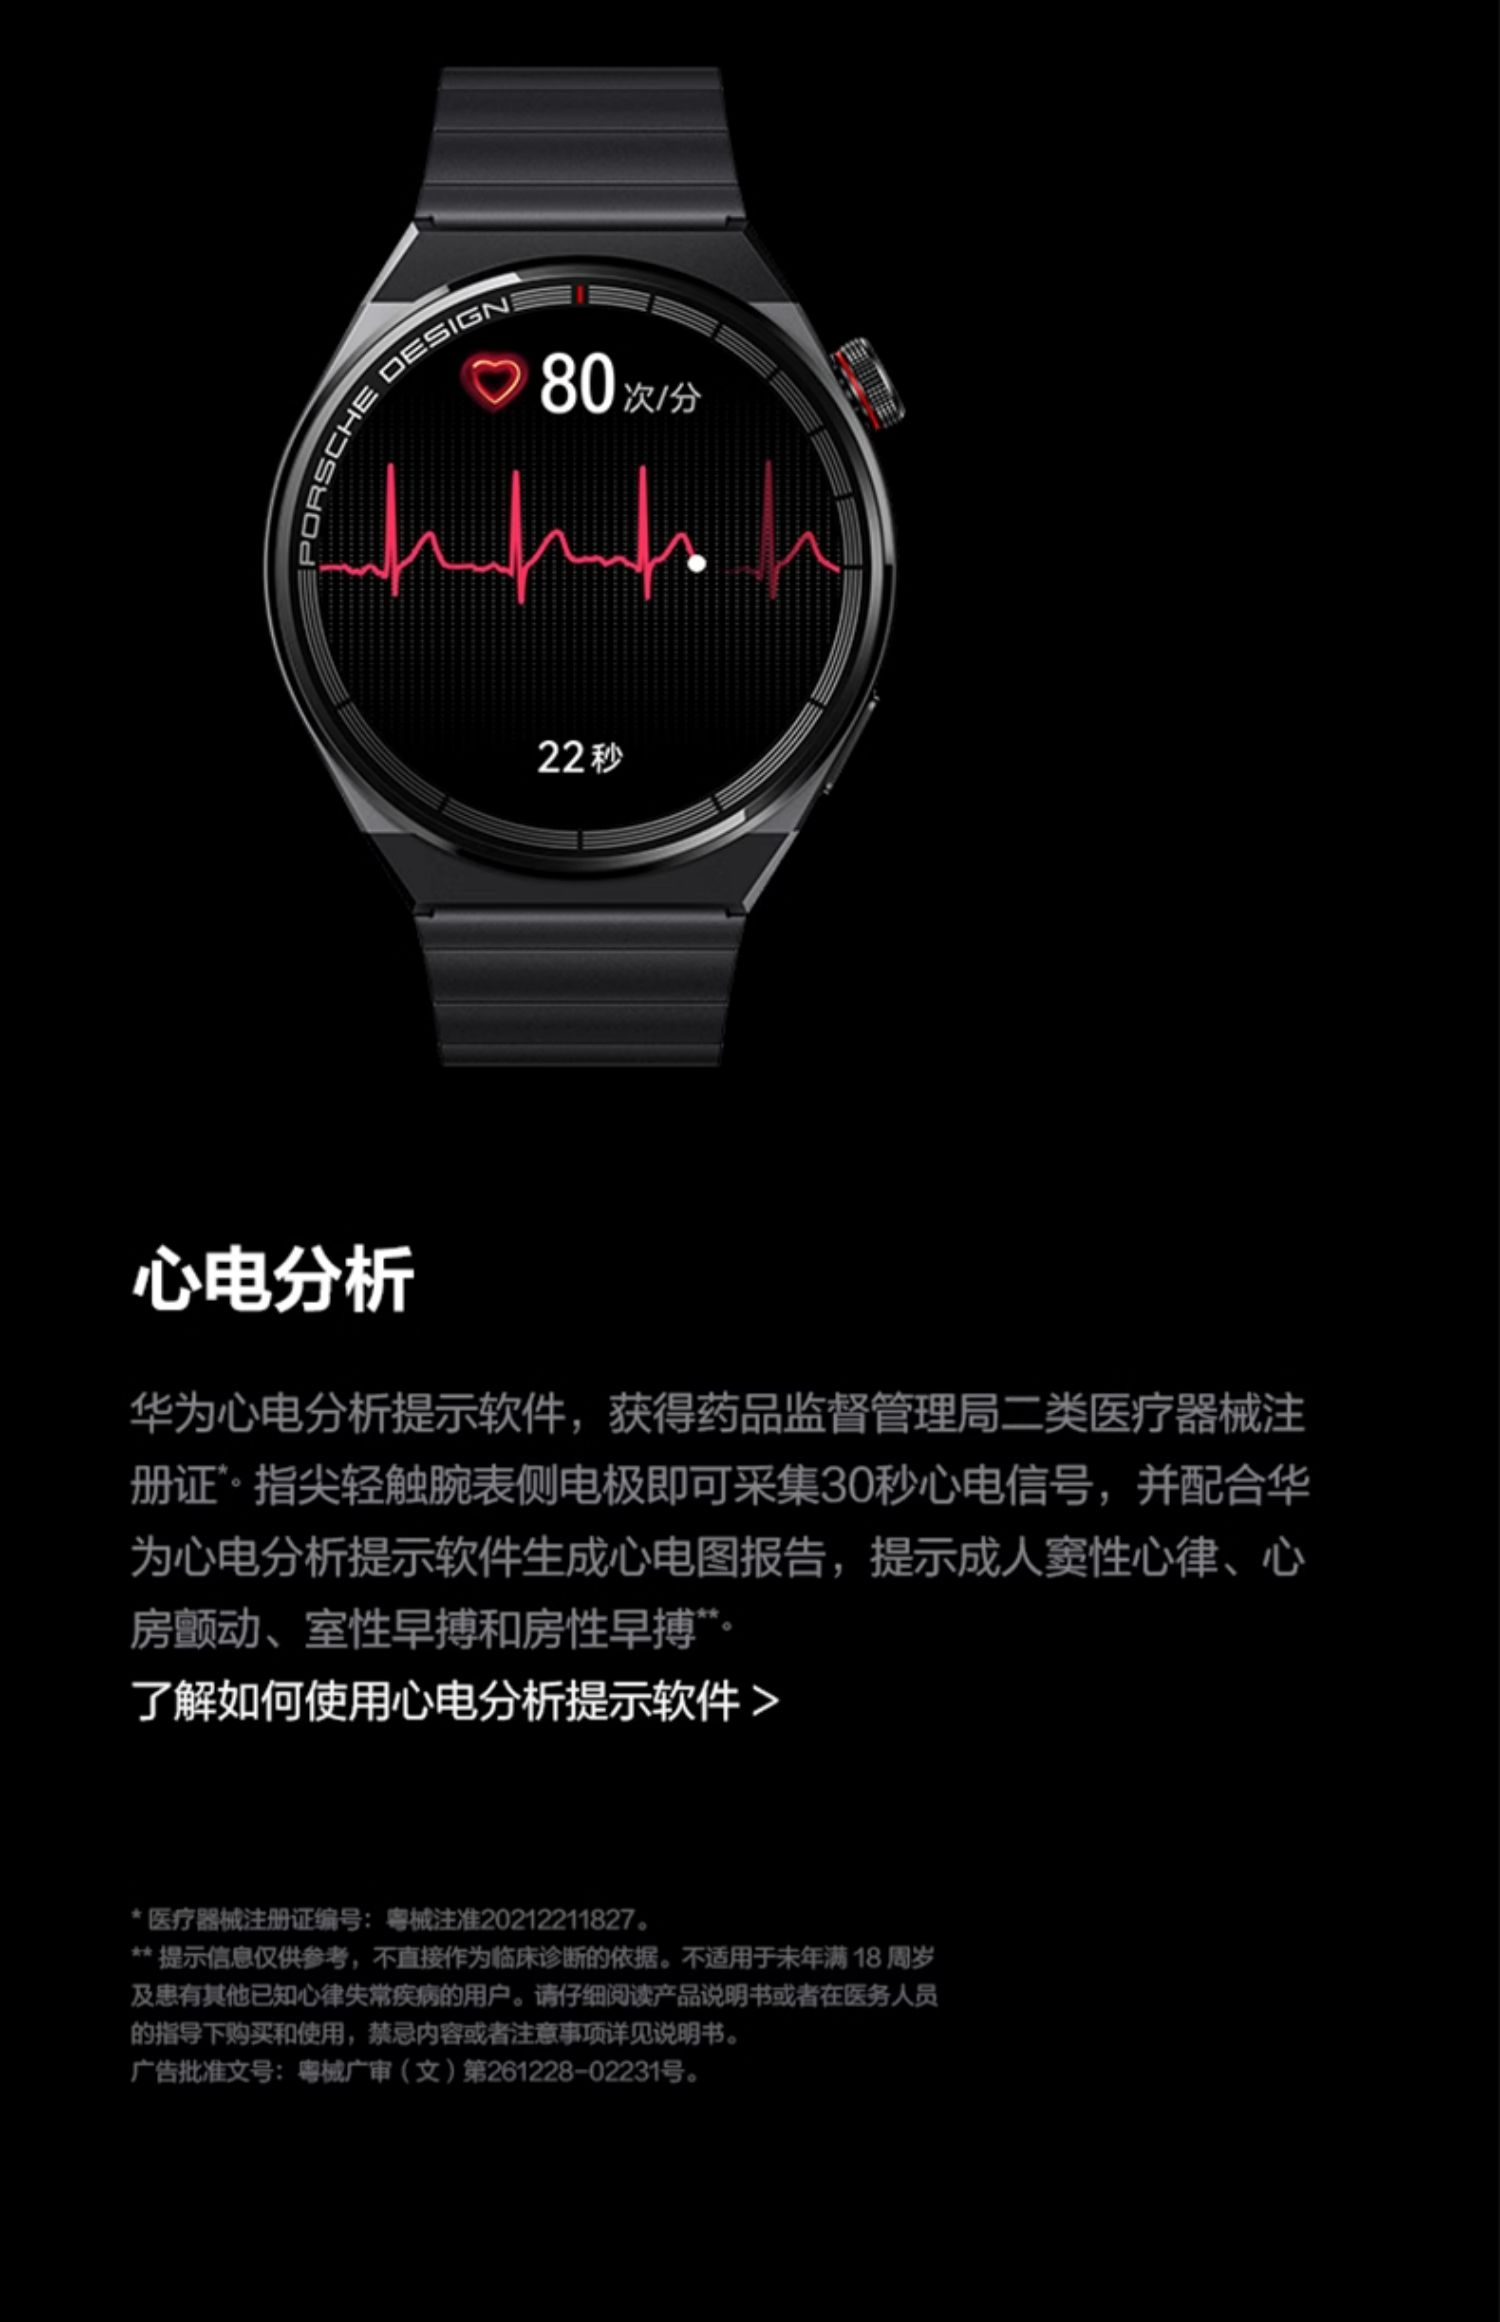 PORSCHE DESIGN
80次/分
22秒
心电分析
华为心电分析提示软件，获得药品监督管理局二类医疗器械注
册证*。指尖轻触腕表侧电极即可采集30秒心电信号，并配合华
为心电分析提示软件生成心电图报告，提示成人窦性心律、心
房颤动、室性早搏和房性早搏**。
了解如何使用心电分析提示软件 >
* 医疗器械注册证编号：粤械注准20212211827。
** 提示信息仅供参考，不直接作为临床诊断的依据。不适用于未年满 18 周岁
及患有其他已知心律失常疾病的用户。请仔细阅读产品说明书或者在医务人员
的指导下购买和使用，禁忌内容或者注意事项详见说明书。
广告批准文号：粤械广审（文）第261228-02231号。